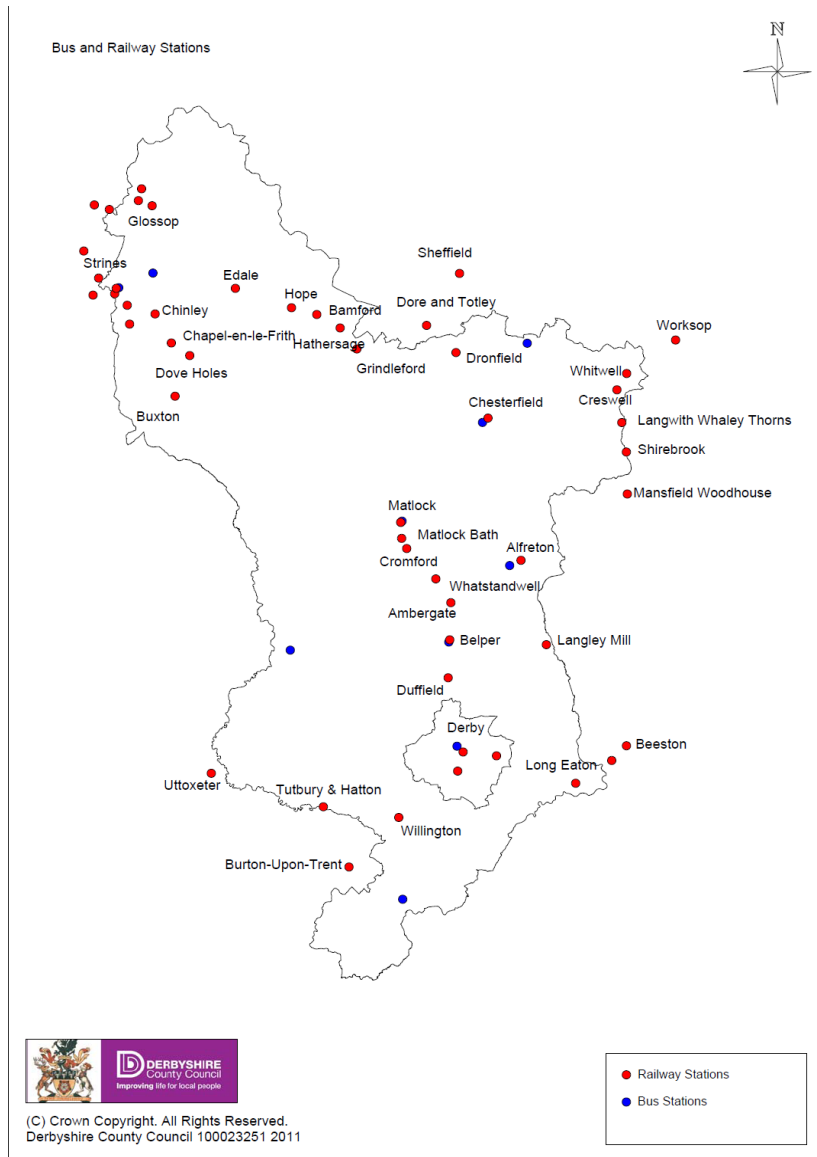 N
Bus and Railway Stations
Glossop
Sheffield
Strines
Edale
Hope
Dore and Totley
Chinley
Bamford
Worksop
Chapel-en-le-Frith
Hathersage
Dronfield
Grindleford
Whitwell
Dove Holes
Creswell
Chesterfield
Buxton
Langwith Whaley Thorns
Shirebrook
Mansfield Woodhouse
Matlock
Matlock Bath
Alfreton
Cromford
Whatstandwell
Ambergate
Belper
Langley Mill
Duffield
Derby
Beeston
Long Eaton
Uttoxeter
Tutbury & Hatton
Willington
Burton-Upon-Trent
DERBYSHIRE
County Council
Improving life for local people
Railway Stations
Bus Stations
(C) Crown Copyright. All Rights Reserved.
Derbyshire County Council 100023251 2011